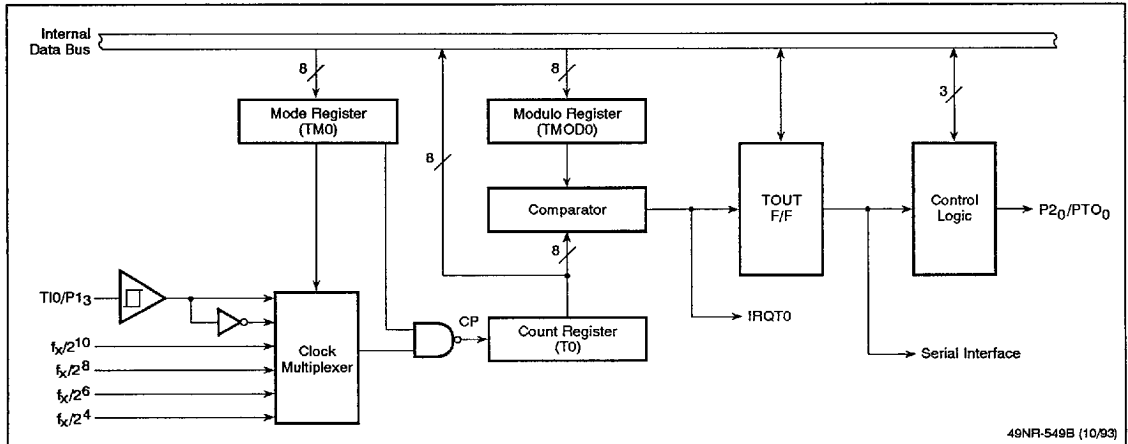 Internal
Data Bus
8
8
3
Mode Register
(TM0)
Modulo Register
(TMOD0)
8
Comparator
TOUT
F/F
Control
Logic
P2₀/PTO₀
8
TI0/P1₃
CP
Count Register
(T0)
IRQT0
Clock
Multiplexer
fₓ/2¹⁰
fₓ/2⁸
fₓ/2⁶
fₓ/2⁴
Serial Interface
49NR-549B (10/93)